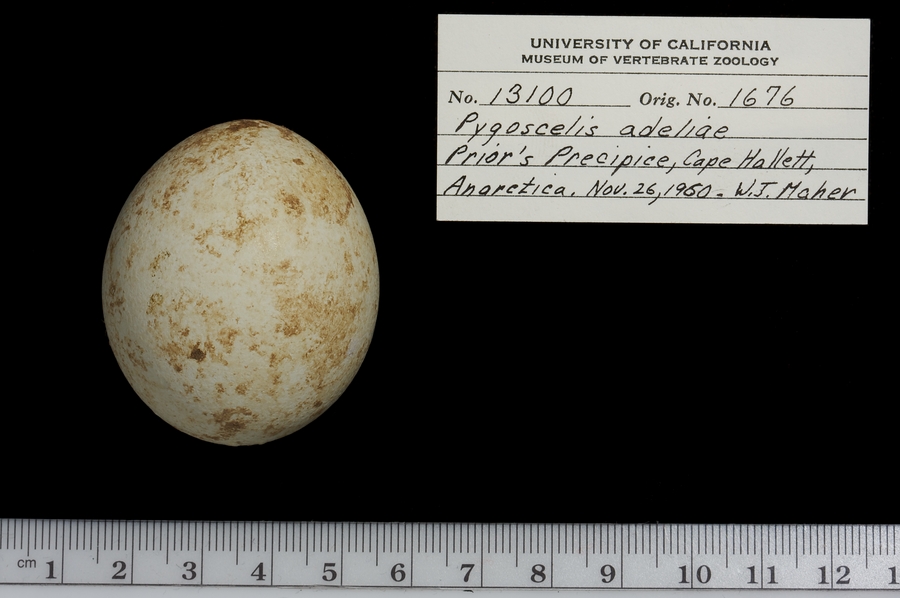 UNIVERSITY OF CALIFORNIA
MUSEUM OF VERTEBRATE ZOOLOGY
No. 13100 Orig. No. 1676
Pygoscelis adeliae
Prior's Precipice, Cape Hallett,
Anarctica. Nov. 26, 1960 - W.J. Maher
cm 1 2 3 4 5 6 7 8 9 10 11 12